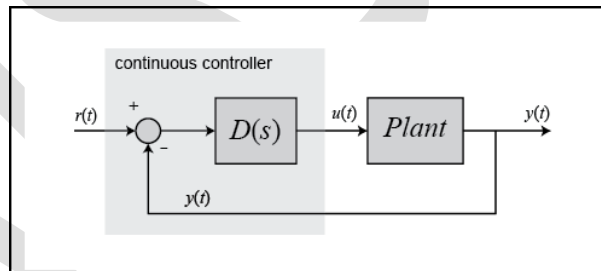 continuous controller
r(t)
+
−
D(s)
u(t)
Plant
y(t)
y(t)